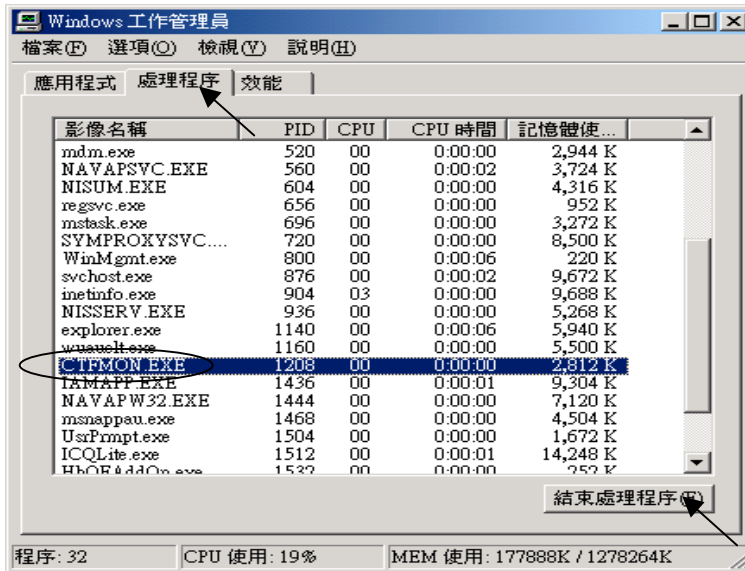 Windows 工作管理員
檔案(F) 選項(O) 檢視(V) 說明(H)
應用程式 處理程序 效能
影像名稱 PID CPU CPU 時間 記憶體使...
mdm.exe 520 00 0:00:00 2,944 K
NAVAPSVC.EXE 560 00 0:00:02 3,724 K
NISUM.EXE 604 00 0:00:00 4,316 K
regsvc.exe 656 00 0:00:00 952 K
mstask.exe 696 00 0:00:00 3,272 K
SYMPROXYSVC.... 720 00 0:00:00 8,500 K
WinMgmt.exe 800 00 0:00:06 220 K
svchost.exe 876 00 0:00:02 9,672 K
inetinfo.exe 904 03 0:00:00 9,688 K
NISSERV.EXE 936 00 0:00:00 5,268 K
explorer.exe 1140 00 0:00:06 5,940 K
wuauclt.exe 1160 00 0:00:00 5,500 K
CTFMON.EXE 1208 00 0:00:00 2,812 K
IAMAPP.EXE 1436 00 0:00:01 9,304 K
NAVAPW32.EXE 1444 00 0:00:00 7,120 K
msnappau.exe 1468 00 0:00:00 4,504 K
UsrPrmpt.exe 1504 00 0:00:00 1,672 K
ICQLite.exe 1512 00 0:00:01 14,248 K
HbOEAddOn.exe 1532 00 0:00:00 252 K
結束處理程序(E)
程序: 32 CPU 使用: 19% MEM 使用: 177888K / 1278264K